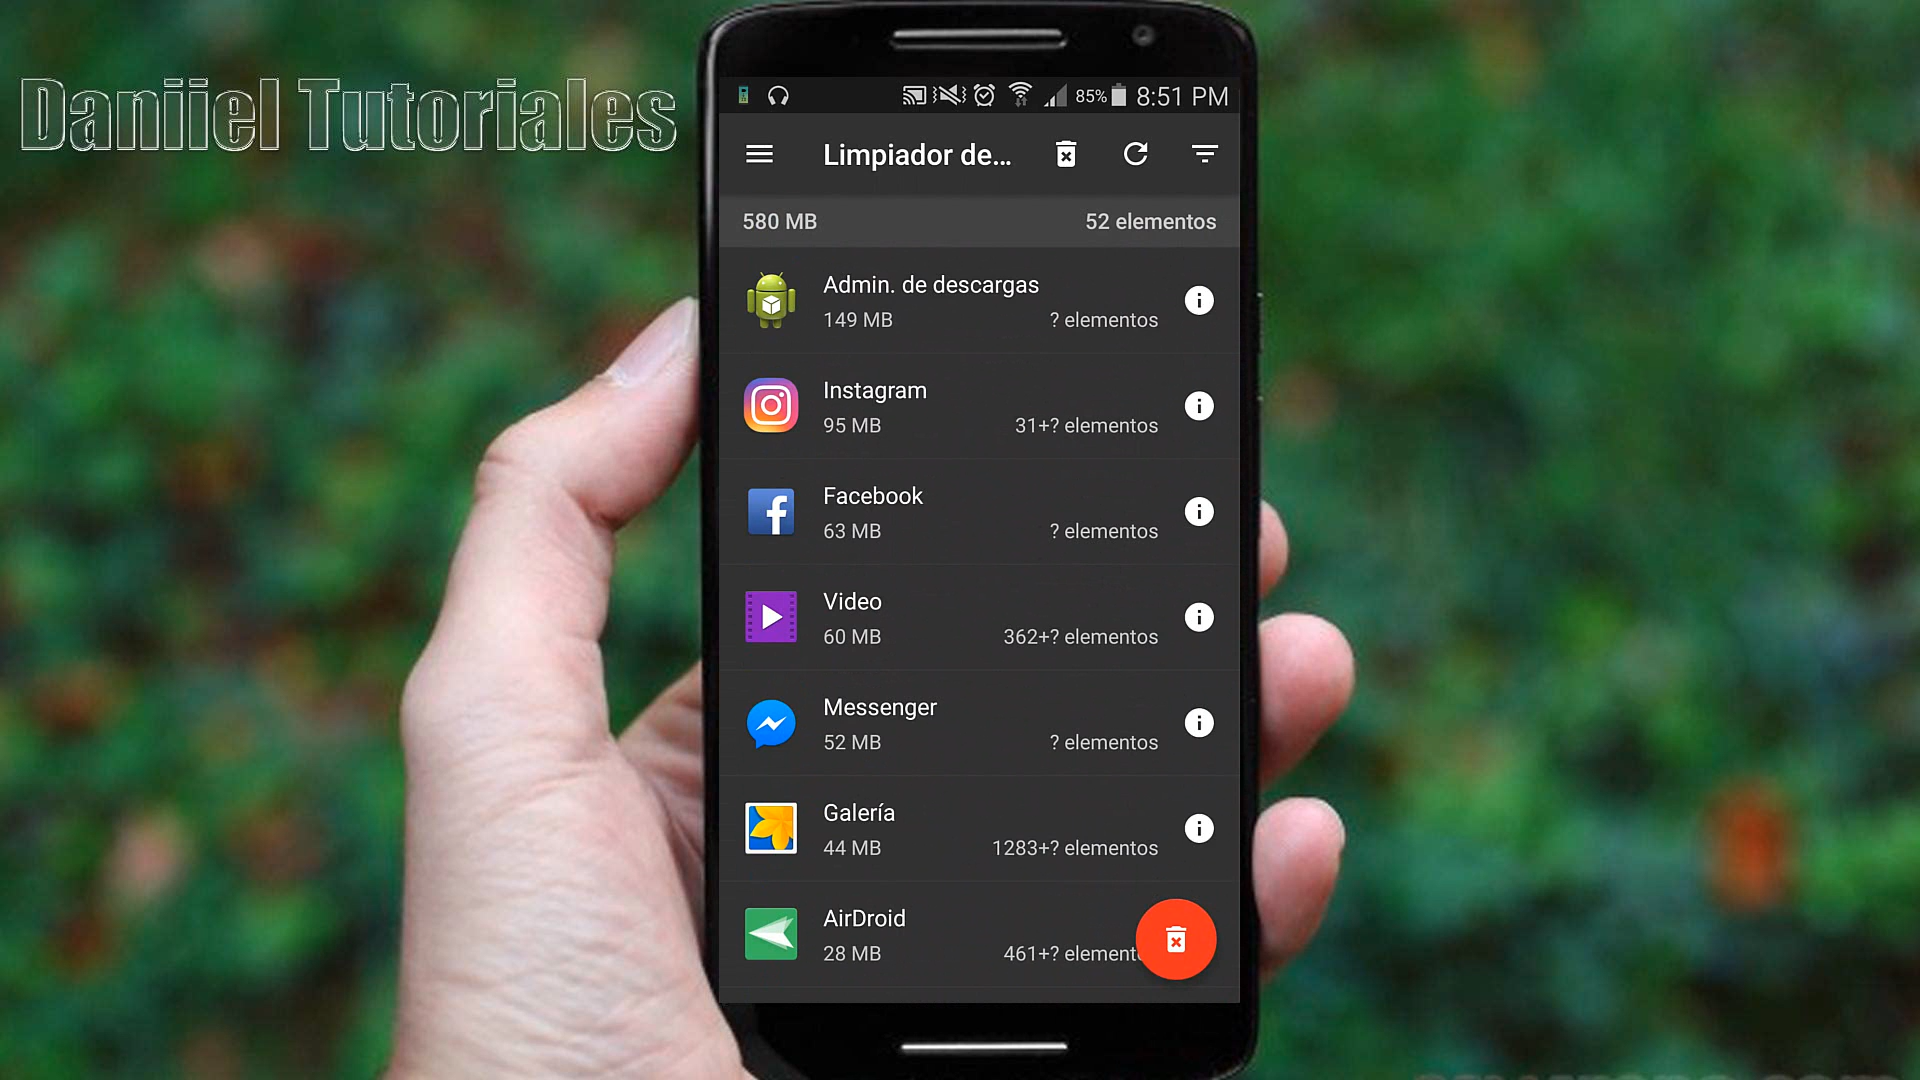 Daniiel Tutoriales
85% 8:51 PM
Limpiador de...
580 MB 52 elementos
Admin. de descargas
149 MB ? elementos
Instagram
95 MB 31+? elementos
Facebook
63 MB ? elementos
Video
60 MB 362+? elementos
Messenger
52 MB ? elementos
Galería
44 MB 1283+? elementos
AirDroid
28 MB 461+?